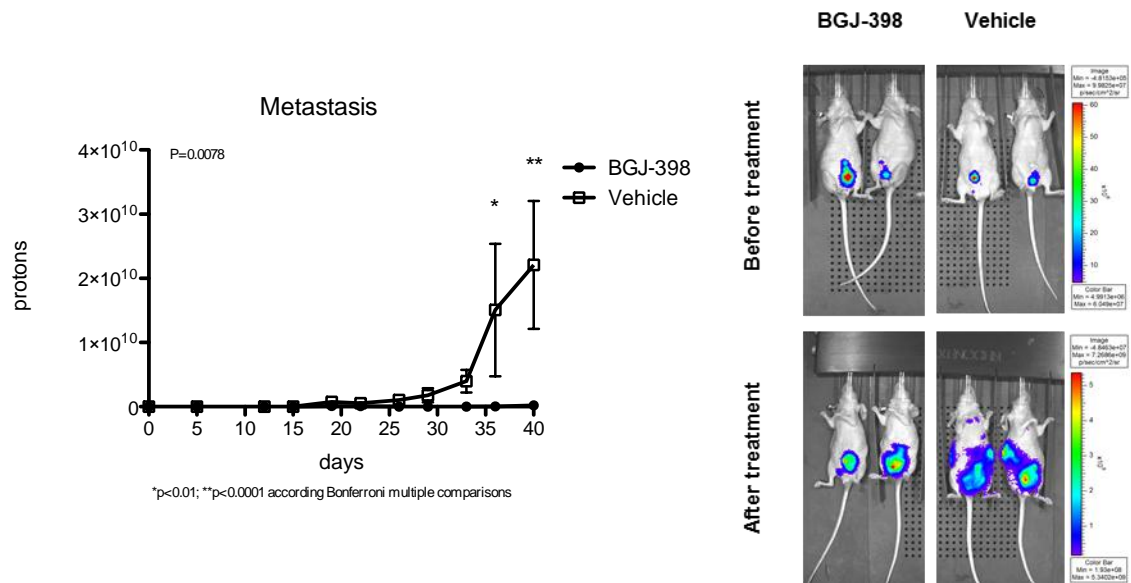 Metastasis
P=0.0078
4×10¹⁰
3×10¹⁰
2×10¹⁰
1×10¹⁰
0
protons
0 5 10 15 20 25 30 35 40
days
*
**
BGJ-398
Vehicle
*p<0.01; **p<0.0001 according Bonferroni multiple comparisons
BGJ-398 Vehicle
Before treatment
Image
Min = -4.8153e+05
Max = 9.9825e+07
p/sec/cm^2/sr
60
50
40
30
20
10
Color Bar
Min = 4.9913e+06
Max = 6.049e+07
After treatment
Image
Min = -4.8463e+07
Max = 7.2686e+09
p/sec/cm^2/sr
5
4
3
2
1
Color Bar
Min = 1.93e+08
Max = 5.3402e+09